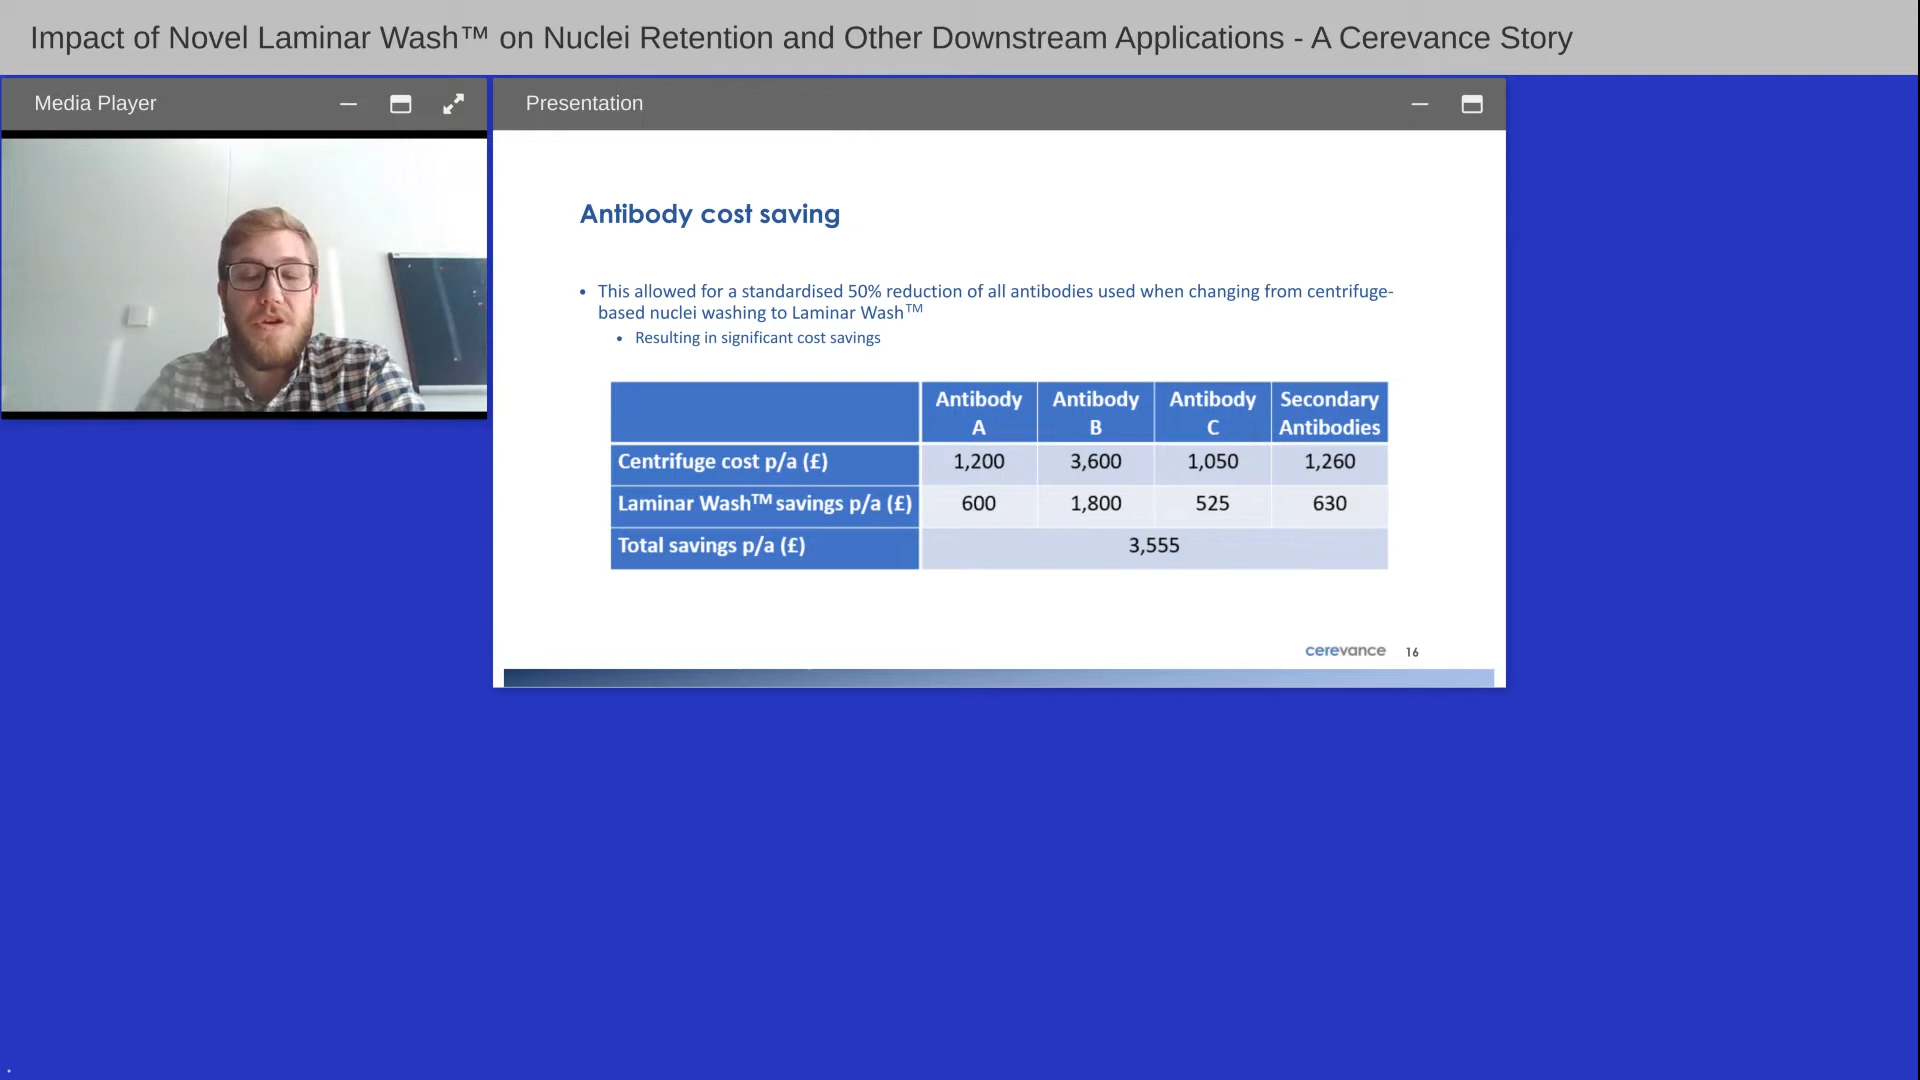 Impact of Novel Laminar Wash™ on Nuclei Retention and Other Downstream Applications - A Cerevance Story
Media Player
Presentation
Antibody cost saving
• This allowed for a standardised 50% reduction of all antibodies used when changing from centrifuge-
based nuclei washing to Laminar Wash™
• Resulting in significant cost savings
Antibody A Antibody B Antibody C Secondary Antibodies
Centrifuge cost p/a (£) 1,200 3,600 1,050 1,260
Laminar Wash™ savings p/a (£) 600 1,800 525 630
Total savings p/a (£) 3,555
cerevance 16